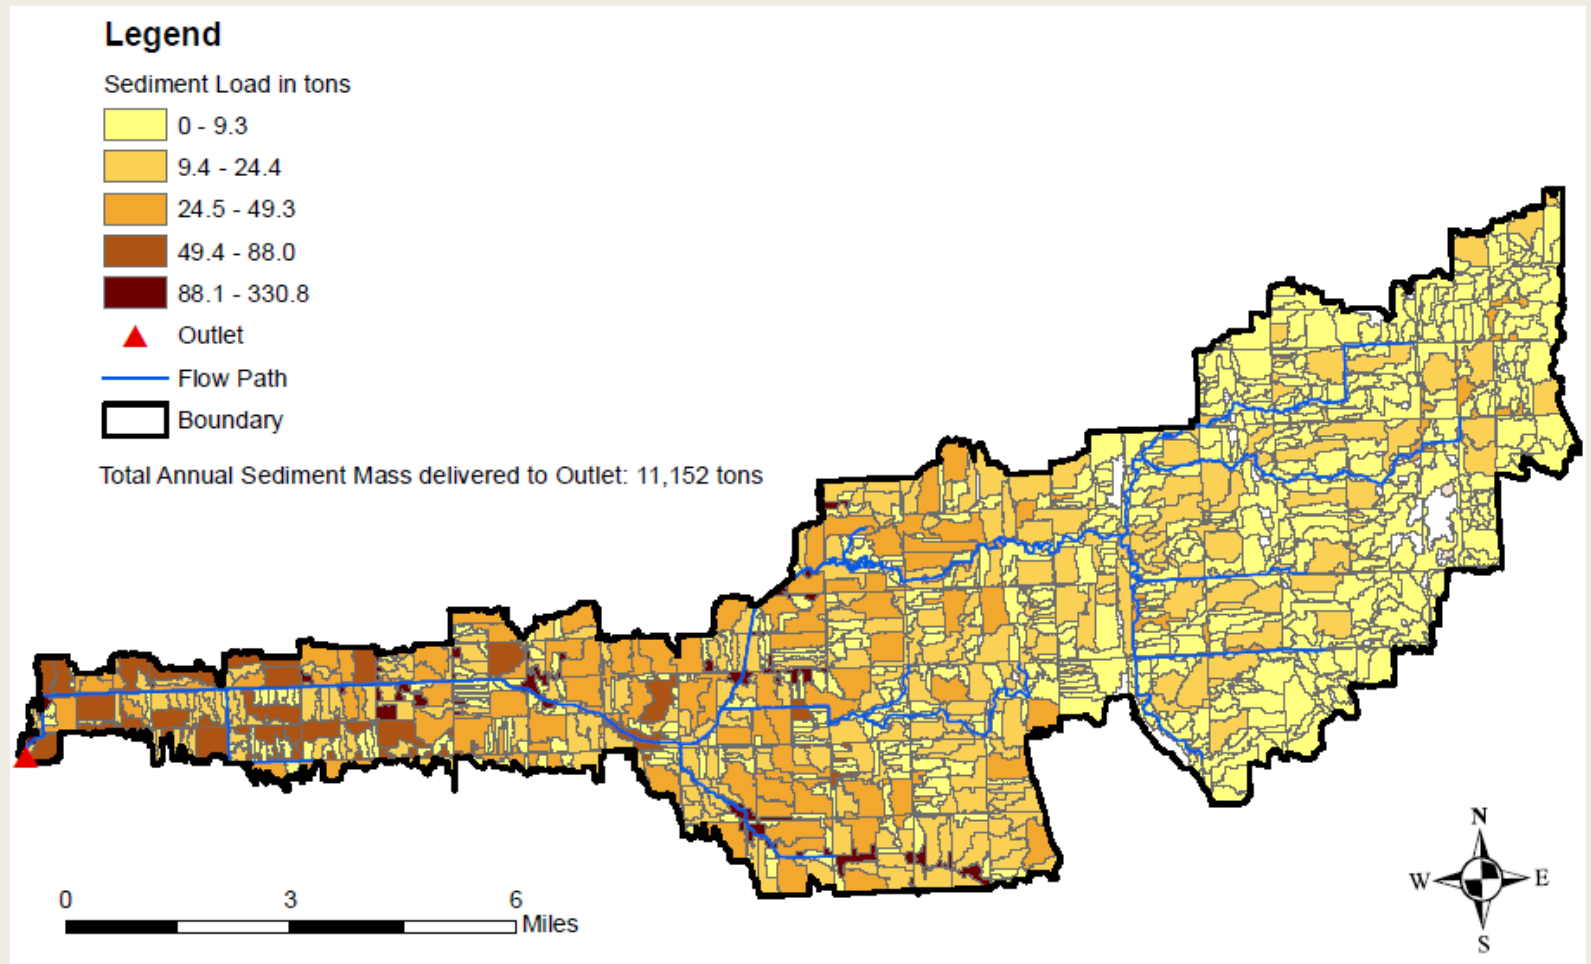 Legend
Sediment Load in tons
0 - 9.3
9.4 - 24.4
24.5 - 49.3
49.4 - 88.0
88.1 - 330.8
Outlet
Flow Path
Boundary
Total Annual Sediment Mass delivered to Outlet: 11,152 tons
N
W E
S
0 3 6
Miles